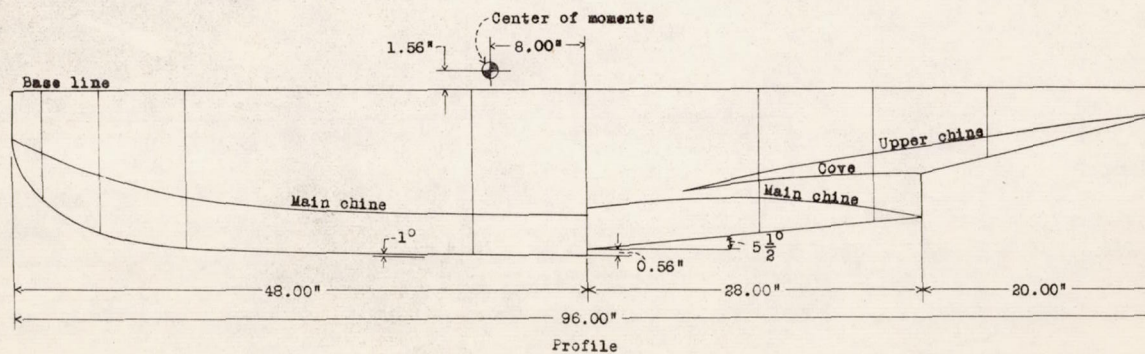 Center of moments
1.56"
8.00"
Base line
Upper chine
Cove
Main chine
Main chine
1°
5 1/2°
0.56"
48.00"
28.00"
20.00"
96.00"
Profile